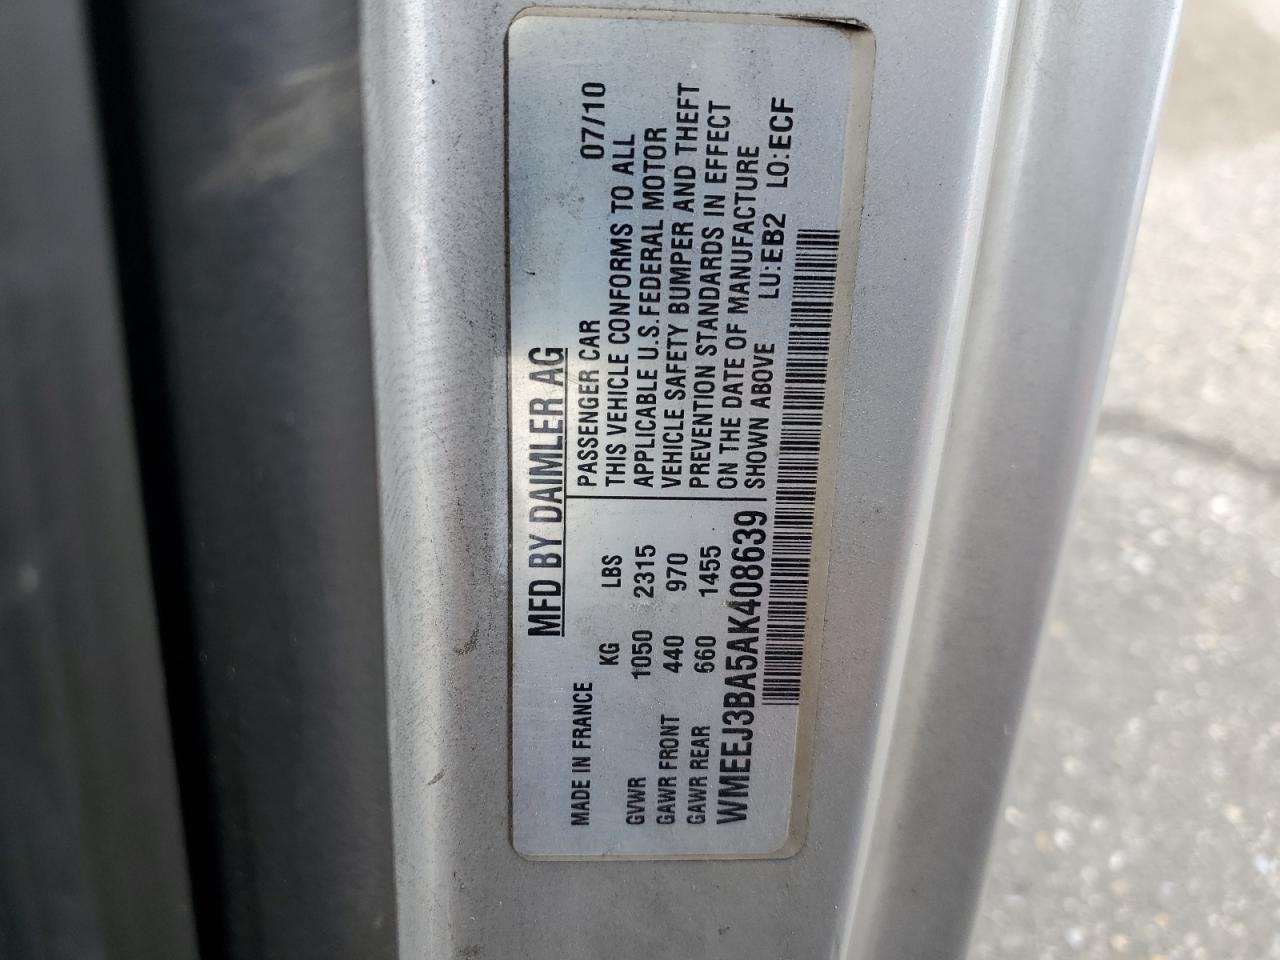 MFD BY DAIMLER AG
MADE IN FRANCE
07/10
KG LBS
GVWR 1050 2315
GAWR FRONT 440 970
GAWR REAR 660 1455
PASSENGER CAR
THIS VEHICLE CONFORMS TO ALL
APPLICABLE U.S.FEDERAL MOTOR
VEHICLE SAFETY BUMPER AND THEFT
PREVENTION STANDARDS IN EFFECT
ON THE DATE OF MANUFACTURE
SHOWN ABOVE LU:EB2 LO:ECF
WMEEJ3BA5AK408639